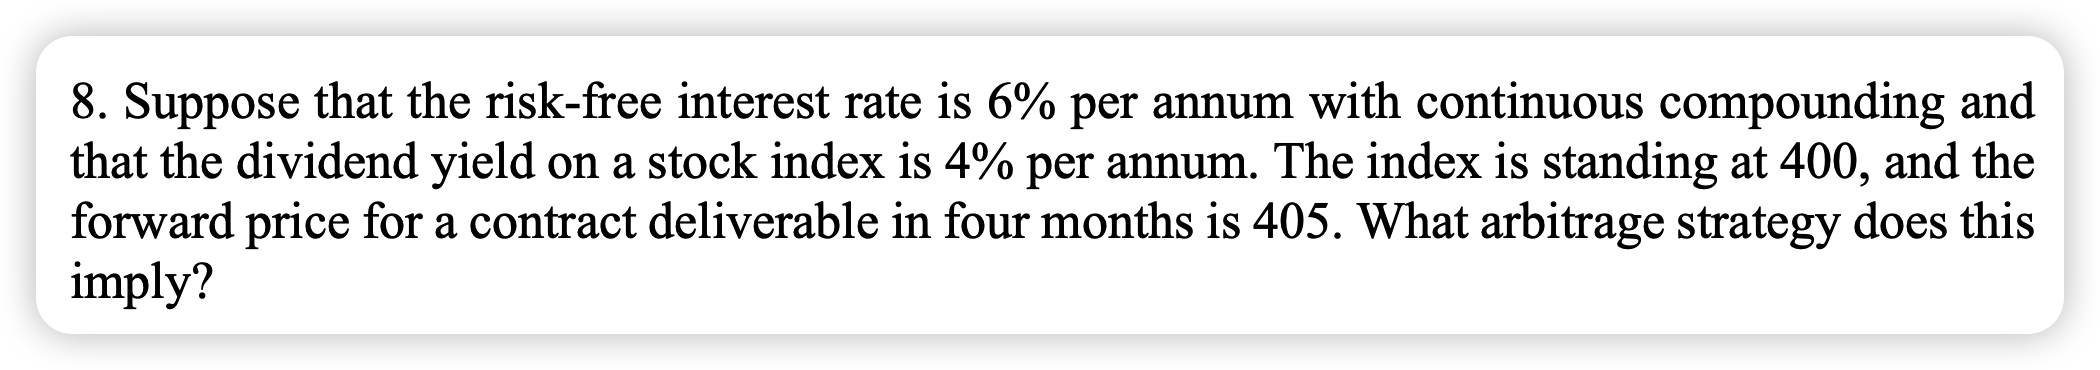 8. Suppose that the risk-free interest rate is 6% per annum with continuous compounding and
that the dividend yield on a stock index is 4% per annum. The index is standing at 400, and the
forward price for a contract deliverable in four months is 405. What arbitrage strategy does this
imply?